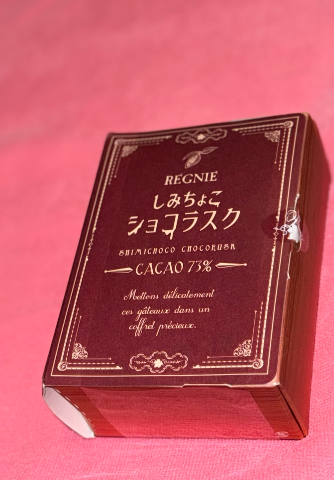 REGNIE
しみちょこ
ショコラスク
SHIMICHOCO CHOCORUSK
CACAO 73%
Mettons délicatement
ces gâteaux dans un
coffret précieux.